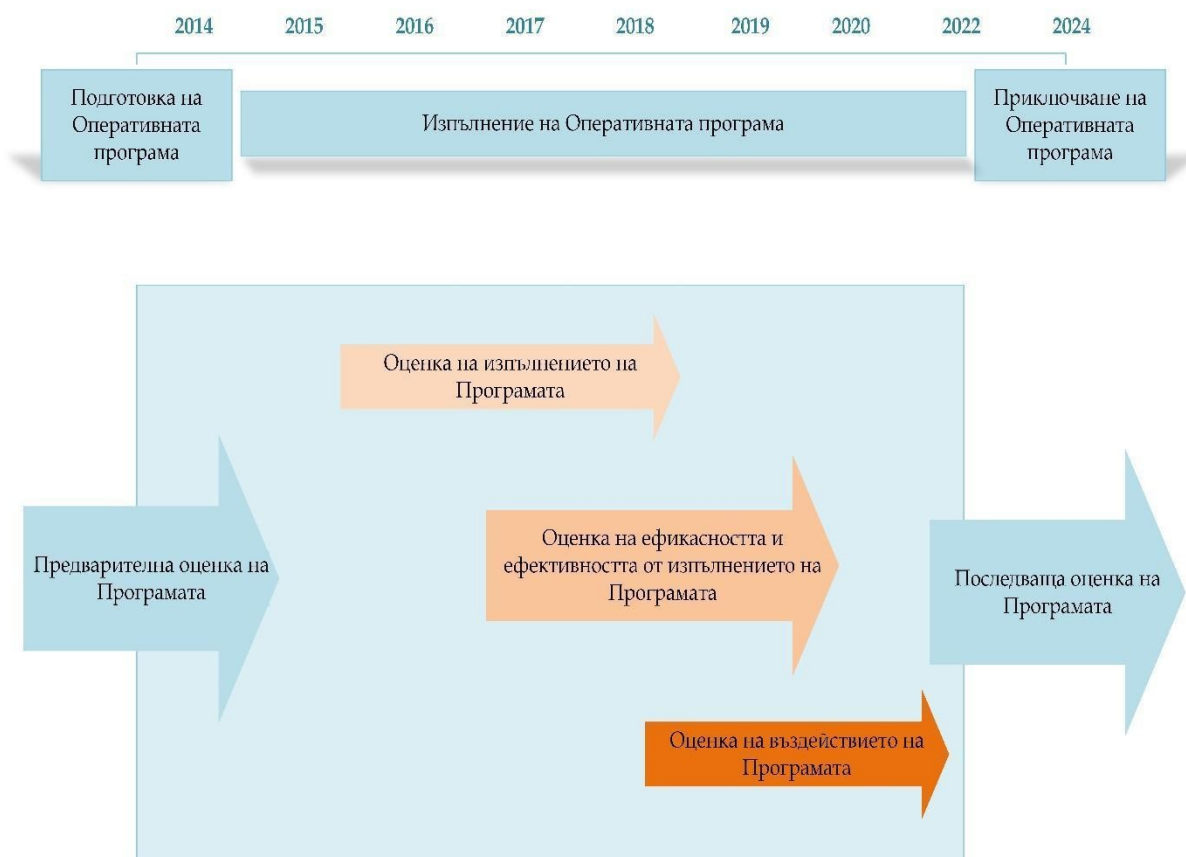 2014 2015 2016 2017 2018 2019 2020 2022 2024
Подготовка на
Оперативната
програма
Изпълнение на Оперативната програма
Приключване на
Оперативната
програма
Оценка на изпълнението на
Програмата
Предварителна оценка на
Програмата
Оценка на ефикасността и
ефективността от изпълнението на
Програмата
Последваща оценка на
Програмата
Оценка на въздействието на
Програмата